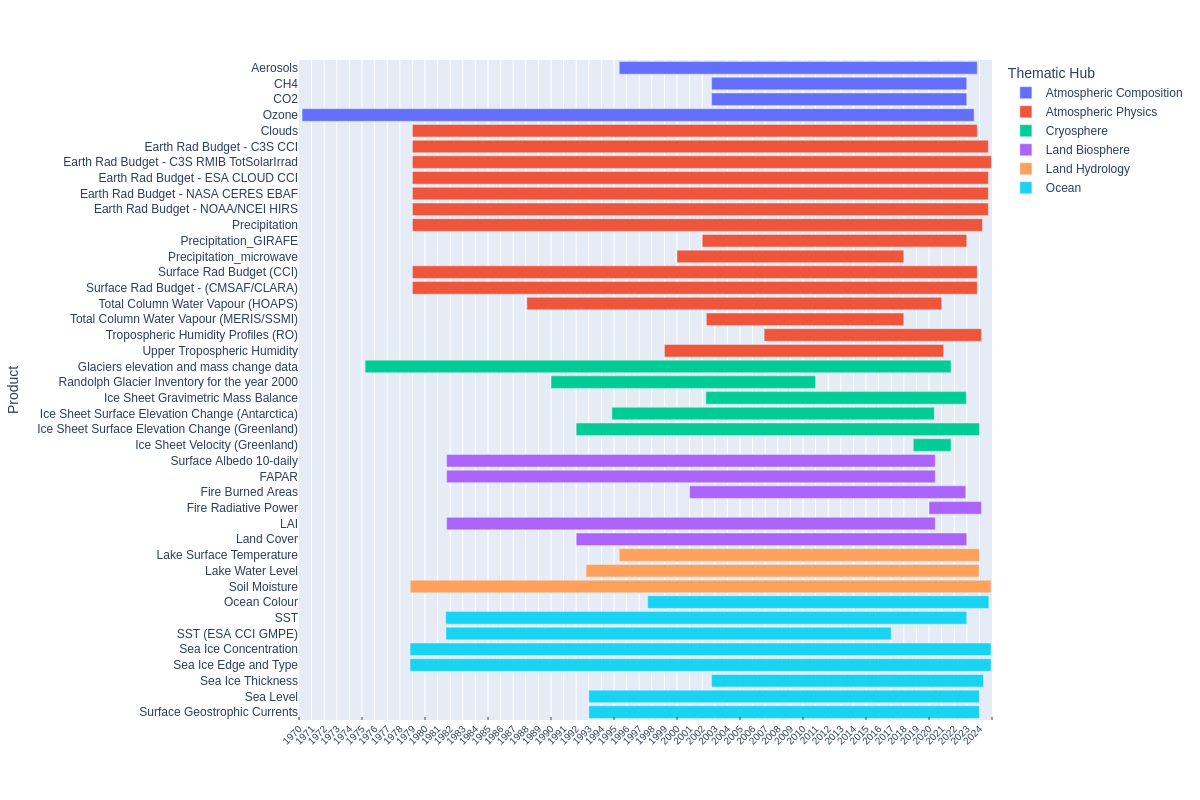 Aerosols
CH4
CO2
Ozone
Clouds
Earth Rad Budget - C3S CCI
Earth Rad Budget - C3S RMIB TotSolarIrrad
Earth Rad Budget - ESA CLOUD CCI
Earth Rad Budget - NASA CERES EBAF
Earth Rad Budget - NOAA/NCEI HIRS
Precipitation
Precipitation_GIRAFE
Precipitation_microwave
Surface Rad Budget (CCI)
Surface Rad Budget - (CMSAF/CLARA)
Total Column Water Vapour (HOAPS)
Total Column Water Vapour (MERIS/SSMI)
Tropospheric Humidity Profiles (RO)
Upper Tropospheric Humidity
Glaciers elevation and mass change data
Randolph Glacier Inventory for the year 2000
Ice Sheet Gravimetric Mass Balance
Ice Sheet Surface Elevation Change (Antarctica)
Ice Sheet Surface Elevation Change (Greenland)
Ice Sheet Velocity (Greenland)
Surface Albedo 10-daily
FAPAR
Fire Burned Areas
Fire Radiative Power
LAI
Land Cover
Lake Surface Temperature
Lake Water Level
Soil Moisture
Ocean Colour
SST
SST (ESA CCI GMPE)
Sea Ice Concentration
Sea Ice Edge and Type
Sea Ice Thickness
Sea Level
Surface Geostrophic Currents
Product
1970 1971 1972 1973 1974 1975 1976 1977 1978 1979 1980 1981 1982 1983 1984 1985 1986 1987 1988 1989 1990 1991 1992 1993 1994 1995 1996 1997 1998 1999 2000 2001 2002 2003 2004 2005 2006 2007 2008 2009 2010 2011 2012 2013 2014 2015 2016 2017 2018 2019 2020 2021 2022 2023 2024
Thematic Hub
Atmospheric Composition
Atmospheric Physics
Cryosphere
Land Biosphere
Land Hydrology
Ocean